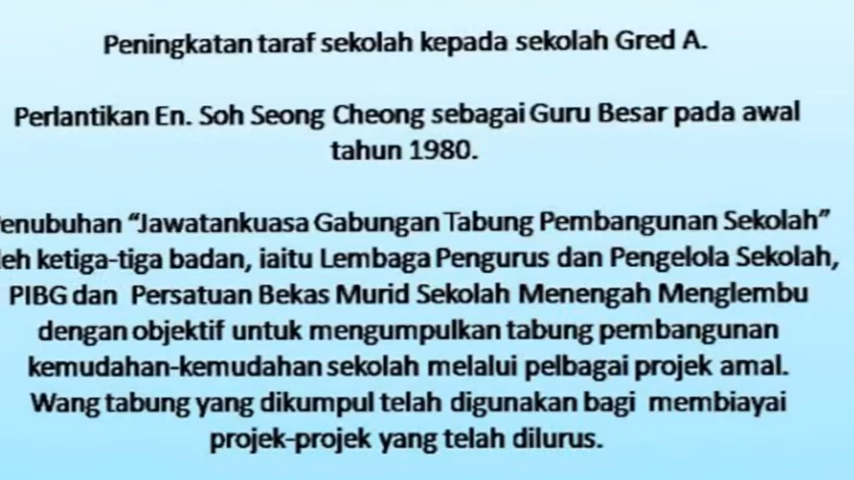 Peningkatan taraf sekolah kepada sekolah Gred A.
Perlantikan En. Soh Seong Cheong sebagai Guru Besar pada awal
tahun 1980.
enubuhan “Jawatankuasa Gabungan Tabung Pembangunan Sekolah”
leh ketiga-tiga badan, iaitu Lembaga Pengurus dan Pengelola Sekolah,
PIBG dan Persatuan Bekas Murid Sekolah Menengah Menglembu
dengan objektif untuk mengumpulkan tabung pembangunan
kemudahan-kemudahan sekolah melalui pelbagai projek amal.
Wang tabung yang dikumpul telah digunakan bagi membiayai
projek-projek yang telah dilurus.